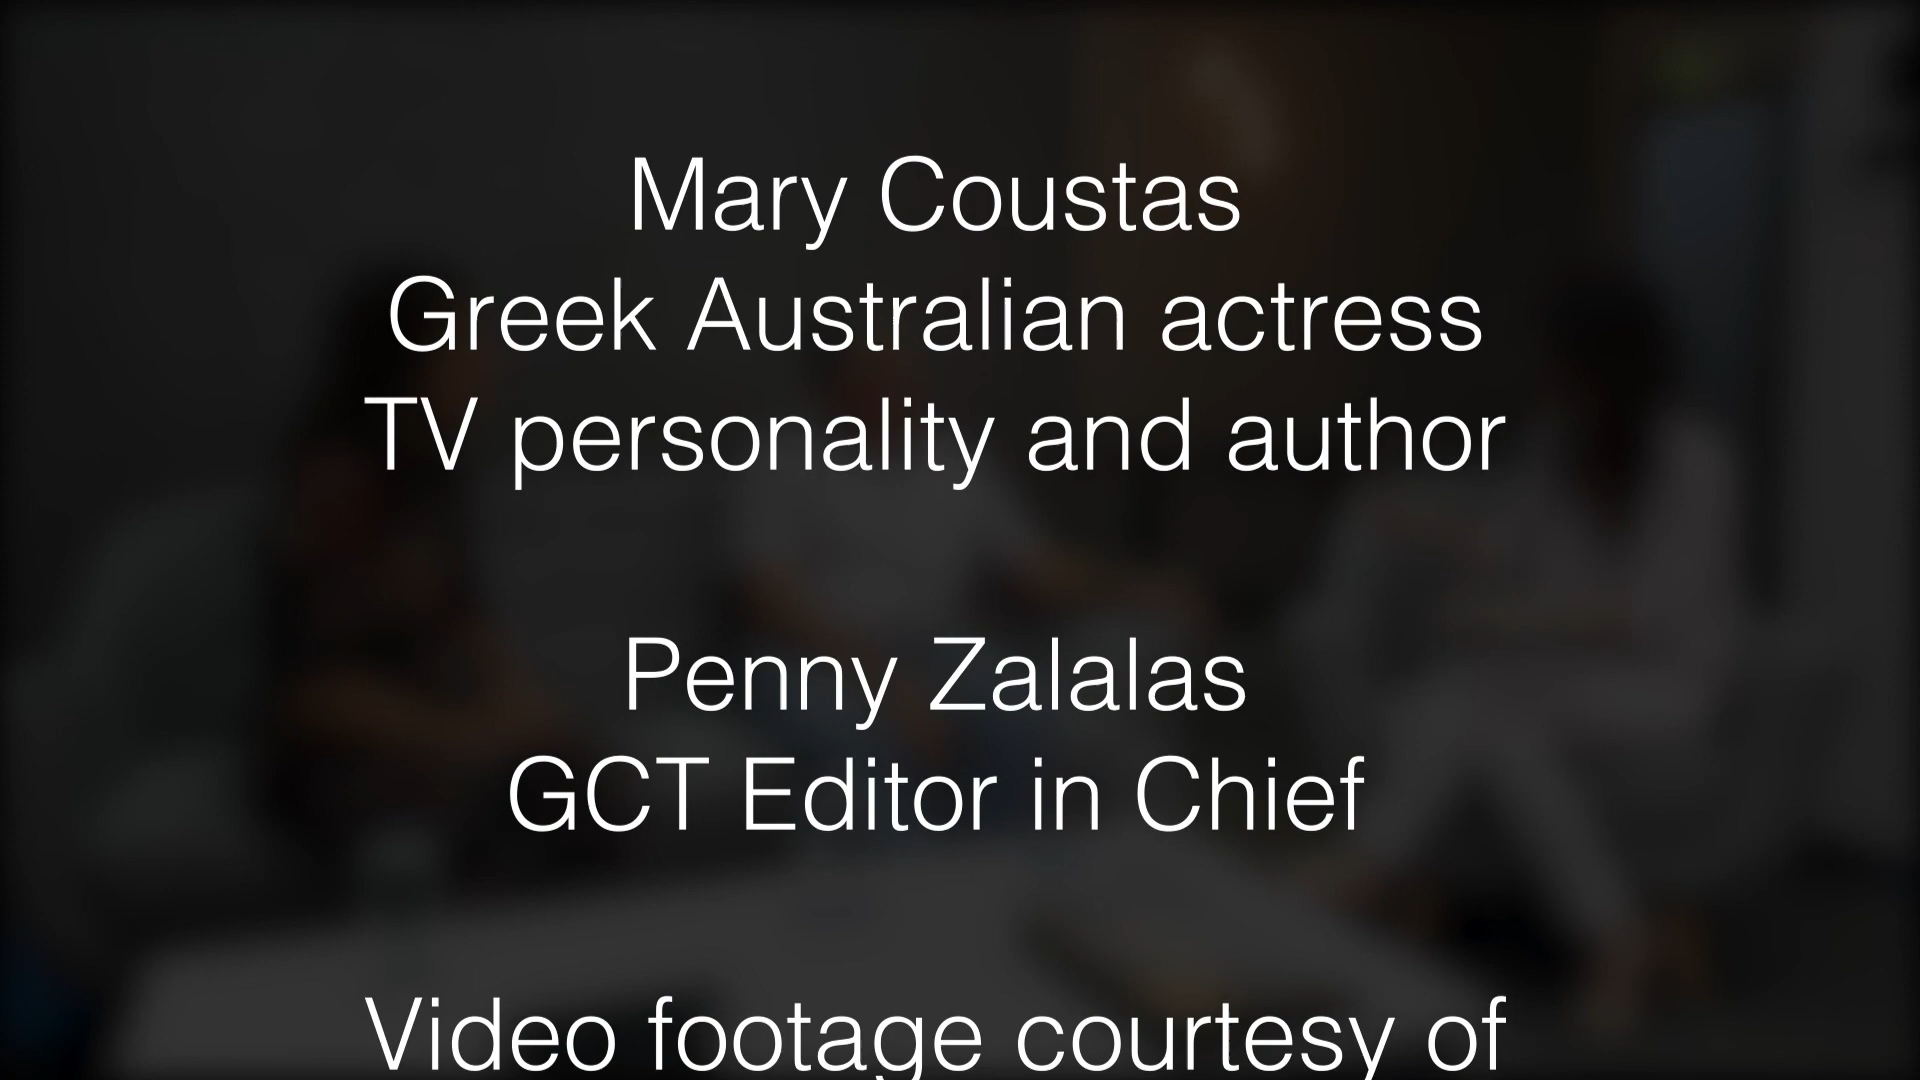 Mary Coustas
Greek Australian actress
TV personality and author
Penny Zalalas
GCT Editor in Chief
Video footage courtesy of